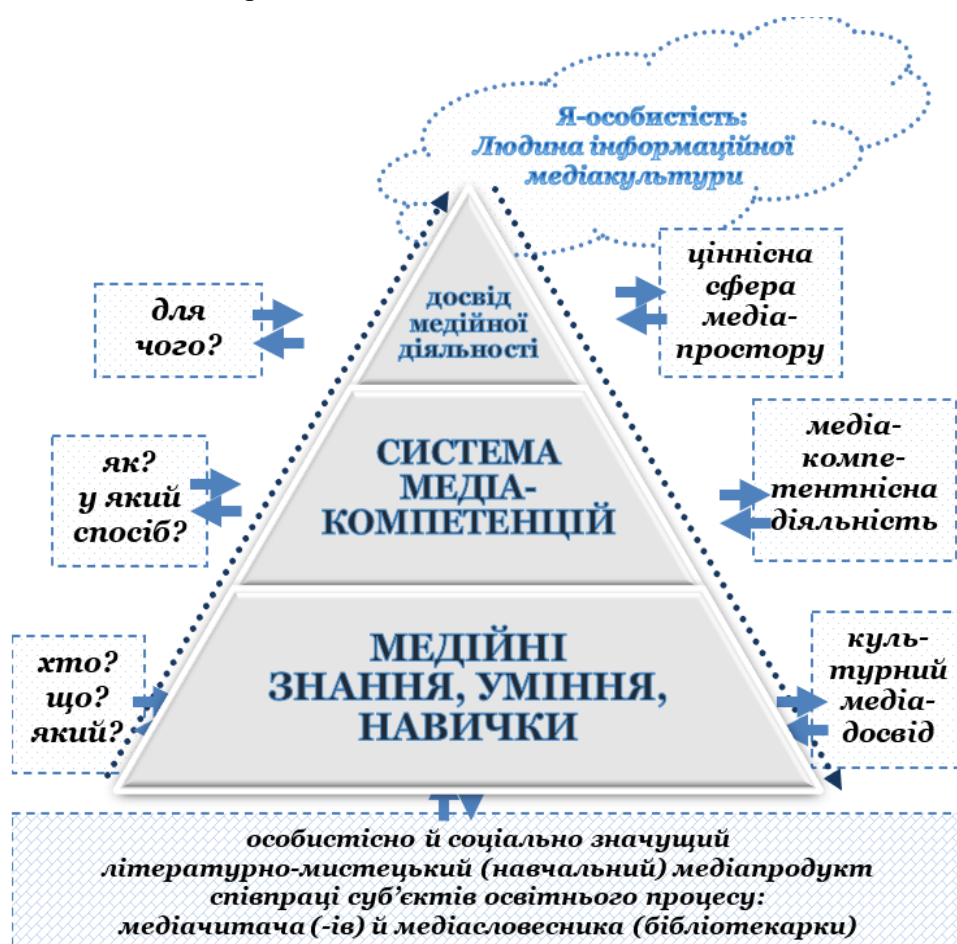 Я-особистість:
Людина інформаційної
медіакультури
для
чого?
досвід
медійної
діяльності
ціннісна
сфера
медіа-
простору
як?
у який
спосіб?
СИСТЕМА
МЕДІА-
КОМПЕТЕНЦІЙ
медіа-
компе-
тентнісна
діяльність
хто?
що?
який?
МЕДІЙНІ
ЗНАННЯ, УМІННЯ,
НАВИЧКИ
куль-
турний
медіа-
досвід
особистісно й соціально значущий
літературно-мистецький (навчальний) медіапродукт
співпраці суб’єктів освітнього процесу:
медіачитача (-ів) й медіасловесника (бібліотекарки)